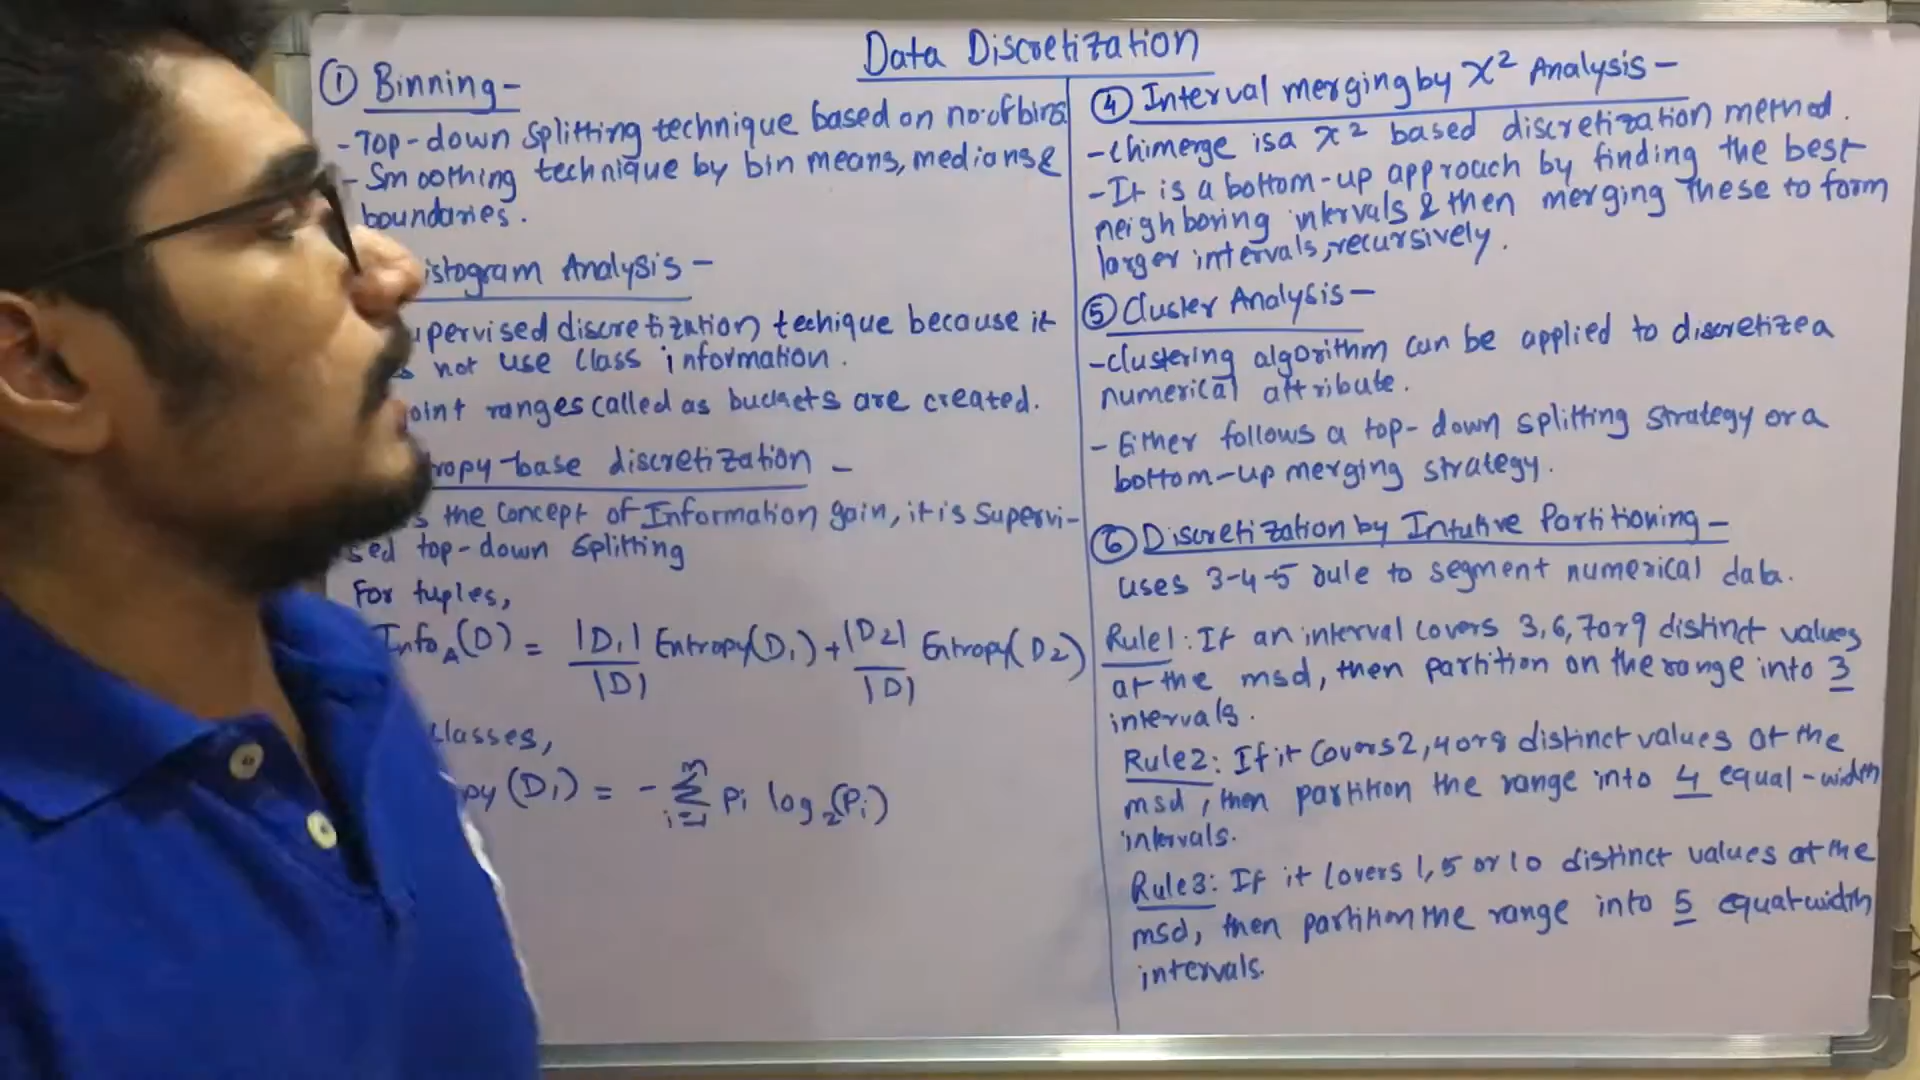 Data Discretization
① Binning -
- Top-down splitting technique based on no.of bins
- Smoothing technique by bin means, medians &
boundaries.
istogram Analysis -
upervised discretization techique because it
not use class information.
oint ranges called as buckets are created.
ropy-base discretization -
s the concept of Information gain, it is Supervi-
sed top-down splitting
For tuples,
Info_A(D) = |D₁|/|D| Entropy(D₁) + |D₂|/|D| Entropy(D₂)
classes,
py(D₁) = - Σ_{i=1}^{m} pi log₂(Pi)
④ Interval merging by x² Analysis -
- Chimerge is a x² based discretization method.
- It is a bottom-up approach by finding the best
neighboring intervals & then merging these to form
larger intervals, recursively.
⑤ Cluster Analysis -
- clustering algorithm can be applied to discretize a
numerical attribute.
- Either follows a top-down splitting strategy or a
bottom-up merging strategy.
⑥ Discretization by Intutive Partitioning -
uses 3-4-5 rule to segment numerical data.
Rule1: If an interval covers 3,6,7 or 9 distinct values
at the msd, then partition on the range into 3
intervals.
Rule2: If it covers 2,4 or 8 distinct values at the
msd, then partition the range into 4 equal-width
intervals.
Rule3: If it covers 1,5 or 10 distinct values at the
msd, then partition the range into 5 equal-width
intervals.